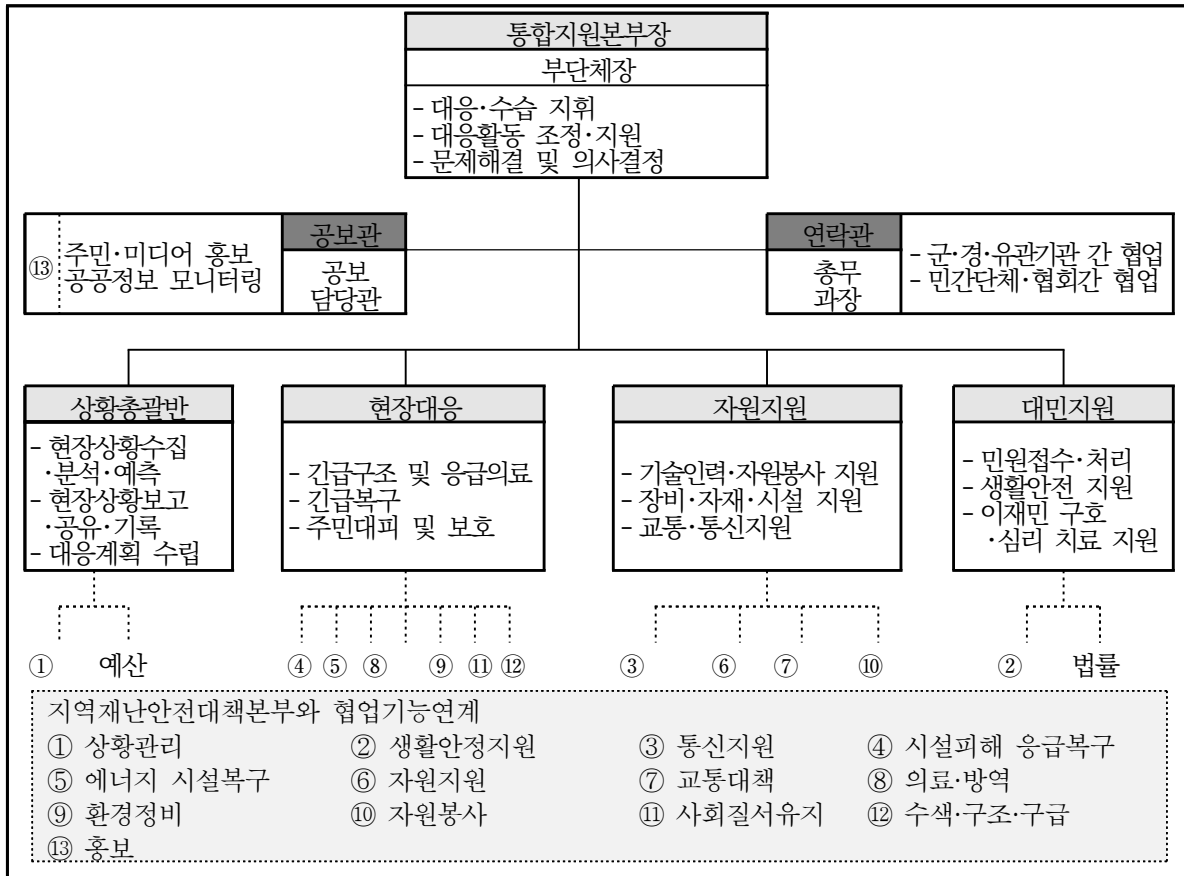 통합지원본부장
부단체장
- 대응·수습 지휘
- 대응활동 조정·지원
- 문제해결 및 의사결정
⑬
주민·미디어 홍보
공공정보 모니터링
공보관
공보
담당관
연락관
총무
과장
- 군·경·유관기관 간 협업
- 민간단체·협회간 협업
상황총괄반
- 현장상황수집
·분석·예측
- 현장상황보고
·공유·기록
- 대응계획 수립
현장대응
- 긴급구조 및 응급의료
- 긴급복구
- 주민대피 및 보호
자원지원
- 기술인력·자원봉사 지원
- 장비·자재·시설 지원
- 교통·통신지원
대민지원
- 민원접수·처리
- 생활안전 지원
- 이재민 구호
·심리 치료 지원
① 예산 ④ ⑤ ⑧ ⑨ ⑪ ⑫ ③ ⑥ ⑦ ⑩ ② 법률
지역재난안전대책본부와 협업기능연계
① 상황관리 ② 생활안정지원 ③ 통신지원 ④ 시설피해 응급복구
⑤ 에너지 시설복구 ⑥ 자원지원 ⑦ 교통대책 ⑧ 의료·방역
⑨ 환경정비 ⑩ 자원봉사 ⑪ 사회질서유지 ⑫ 수색·구조·구급
⑬ 홍보